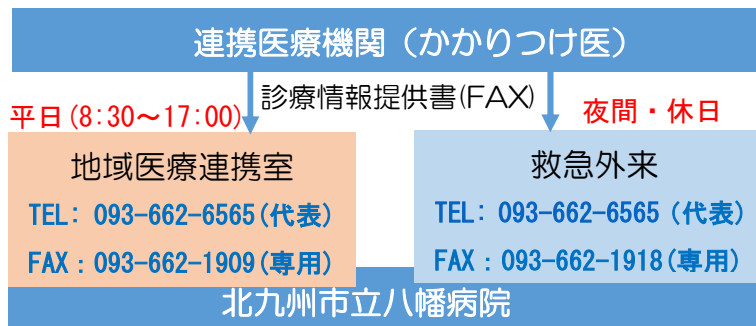 連携医療機関（かかりつけ医）
診療情報提供書(FAX)
平日(8:30～17:00)
夜間・休日
地域医療連携室
TEL: 093-662-6565(代表)
FAX：093-662-1909(専用)
救急外来
TEL: 093-662-6565 (代表)
FAX：093-662-1918(専用)
北九州市立八幡病院